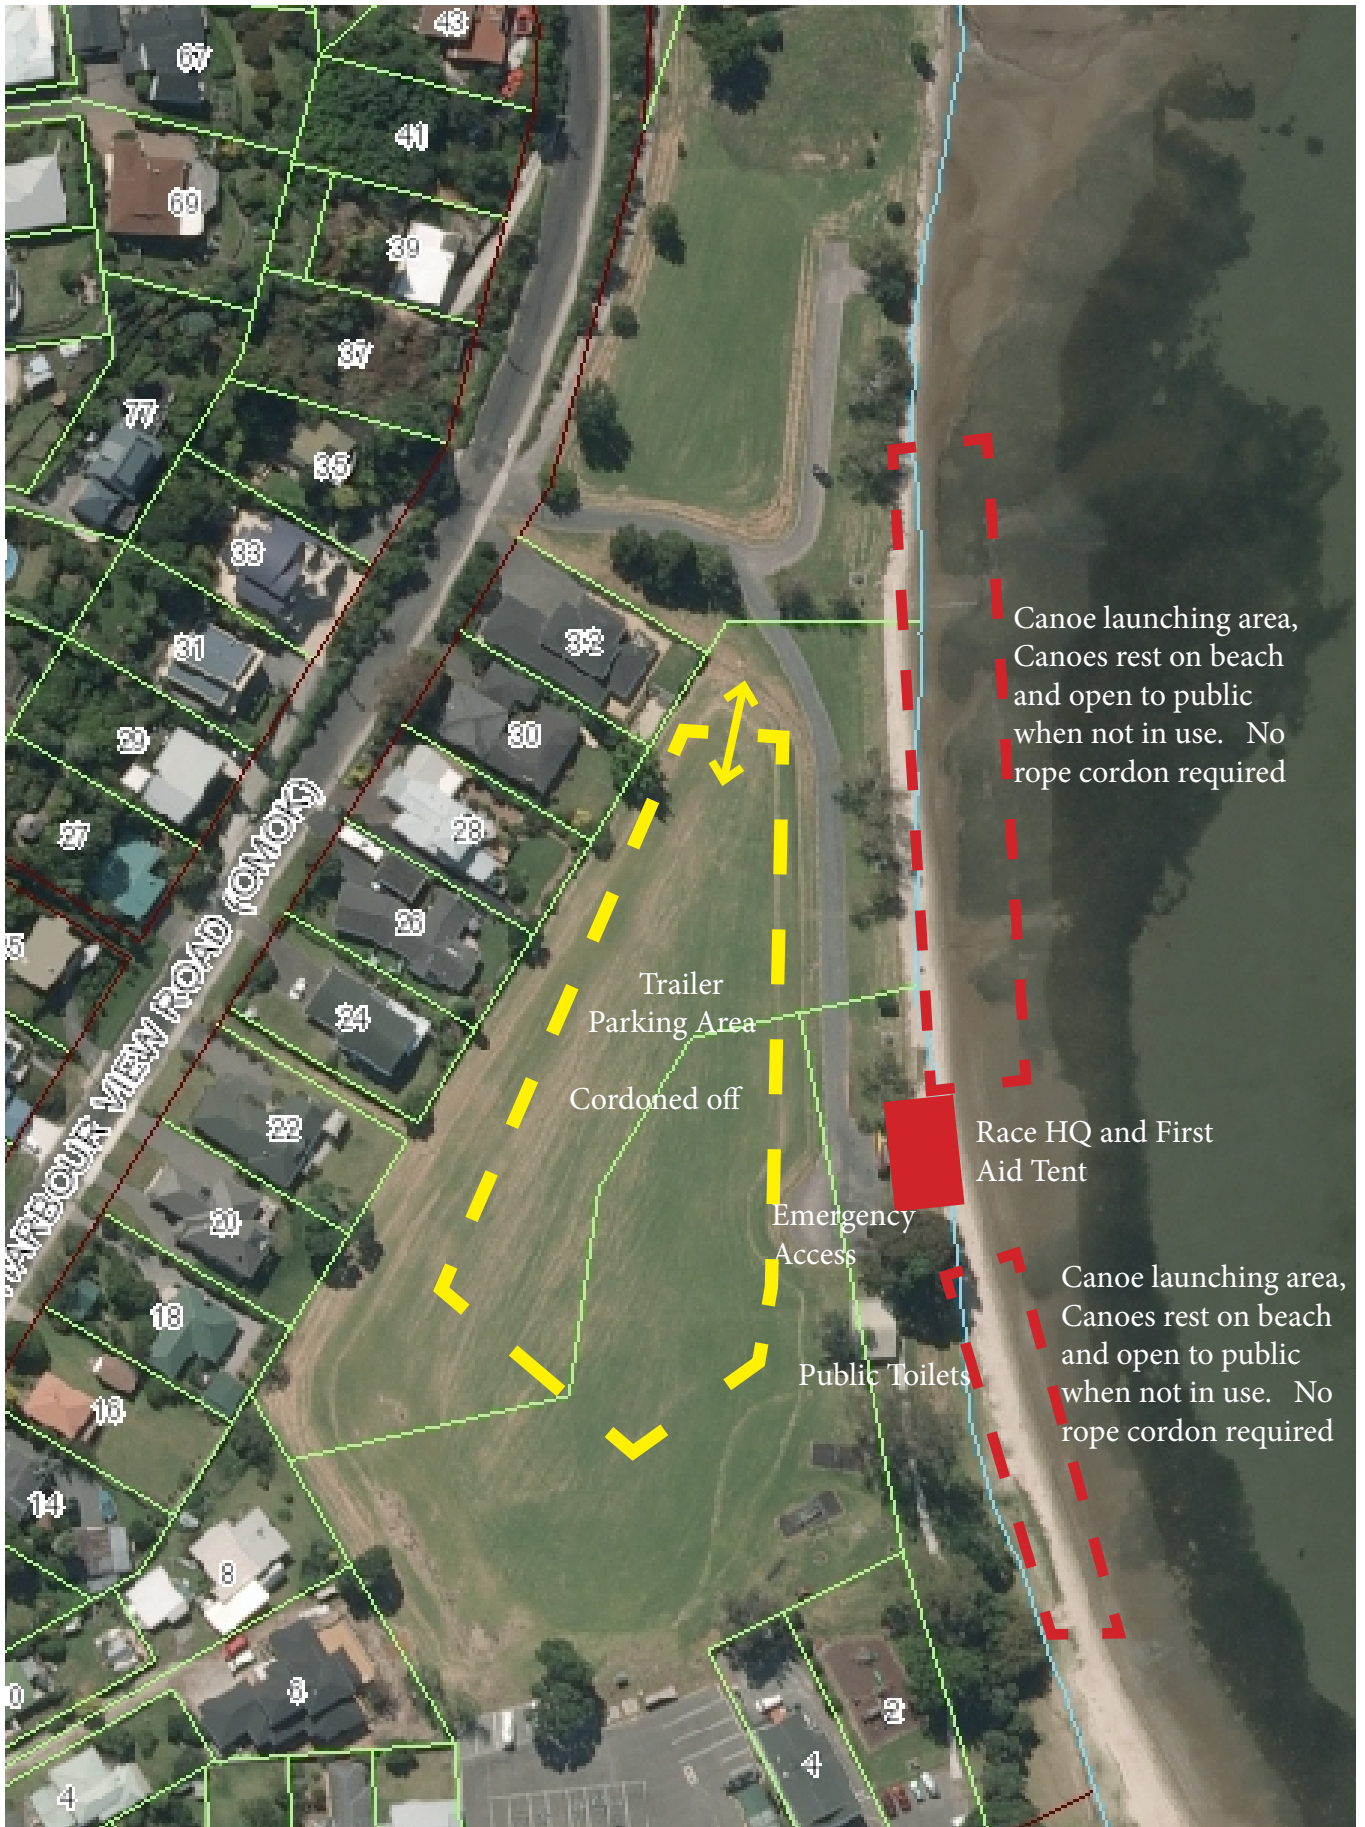 43
67
41
69
39
37
77
35
33
32
31
30
29
28
27
26
5
24
22
20
18
16
14
8
6
0
2
4
4
HARBOUR VIEW ROAD (OMOK)
Canoe launching area,
Canoes rest on beach
and open to public
when not in use. No
rope cordon required
Trailer
Parking Area
Cordoned off
Race HQ and First
Aid Tent
Emergency
Access
Public Toilets
Canoe launching area,
Canoes rest on beach
and open to public
when not in use. No
rope cordon required